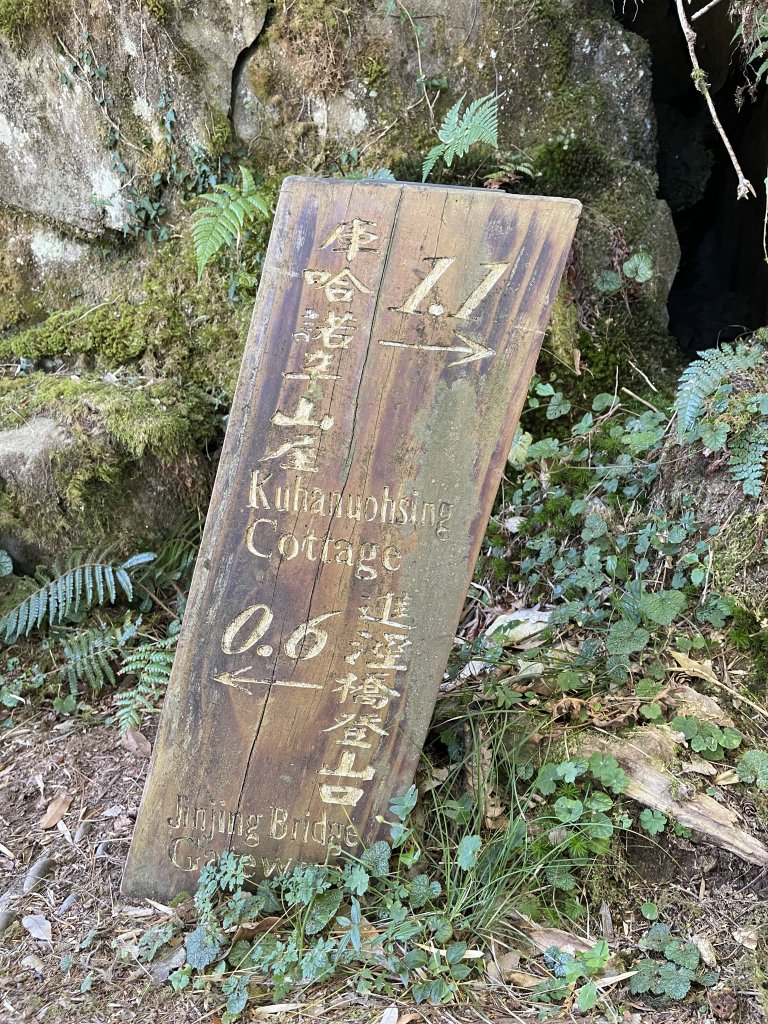 庫哈諾辛山屋
1.1
→
Kuhanuohsing
Cottage
0.6
←
進涇橋登山口
Jinjing Bridge
Gateway